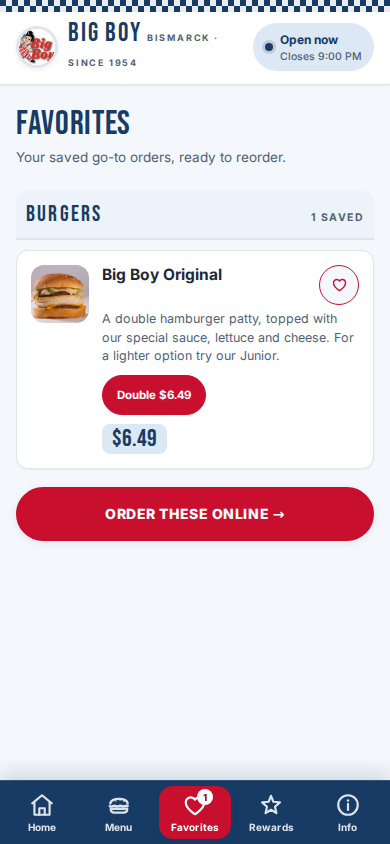 Big Boy
BIG BOY BISMARCK ·
SINCE 1954
Open now
Closes 9:00 PM
FAVORITES
Your saved go-to orders, ready to reorder.
BURGERS
1 SAVED
Big Boy Original
A double hamburger patty, topped with
our special sauce, lettuce and cheese. For
a lighter option try our Junior.
Double $6.49
$6.49
ORDER THESE ONLINE →
1
Home
Menu
Favorites
Rewards
Info